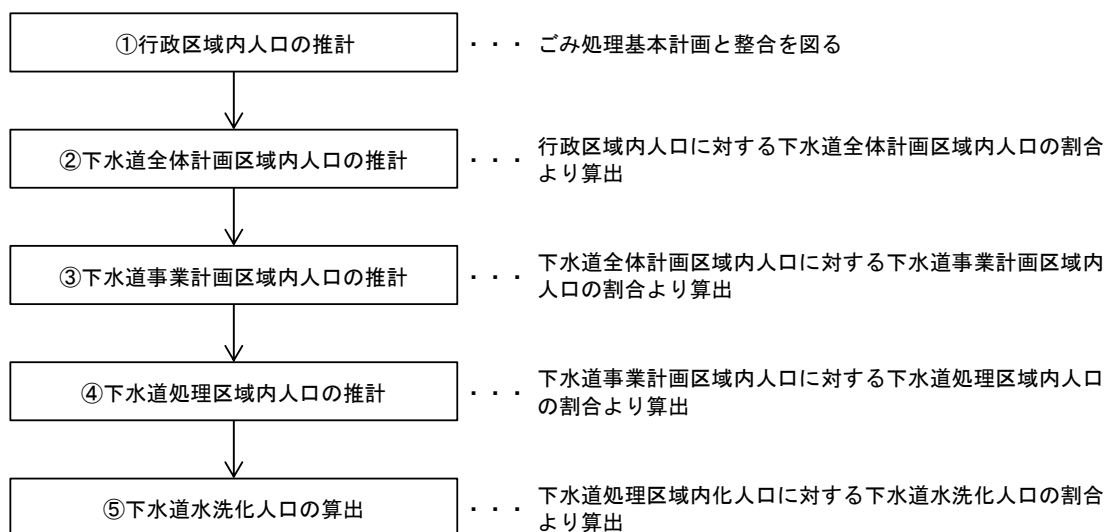 ①行政区域内人口の推計
・・・ ごみ処理基本計画と整合を図る
②下水道全体計画区域内人口の推計
・・・ 行政区域内人口に対する下水道全体計画区域内人口の割合
より算出
③下水道事業計画区域内人口の推計
・・・ 下水道全体計画区域内人口に対する下水道事業計画区域内
人口の割合より算出
④下水道処理区域内人口の推計
・・・ 下水道事業計画区域内人口に対する下水道処理区域内人口
の割合より算出
⑤下水道水洗化人口の算出
・・・ 下水道処理区域内化人口に対する下水道水洗化人口の割合
より算出